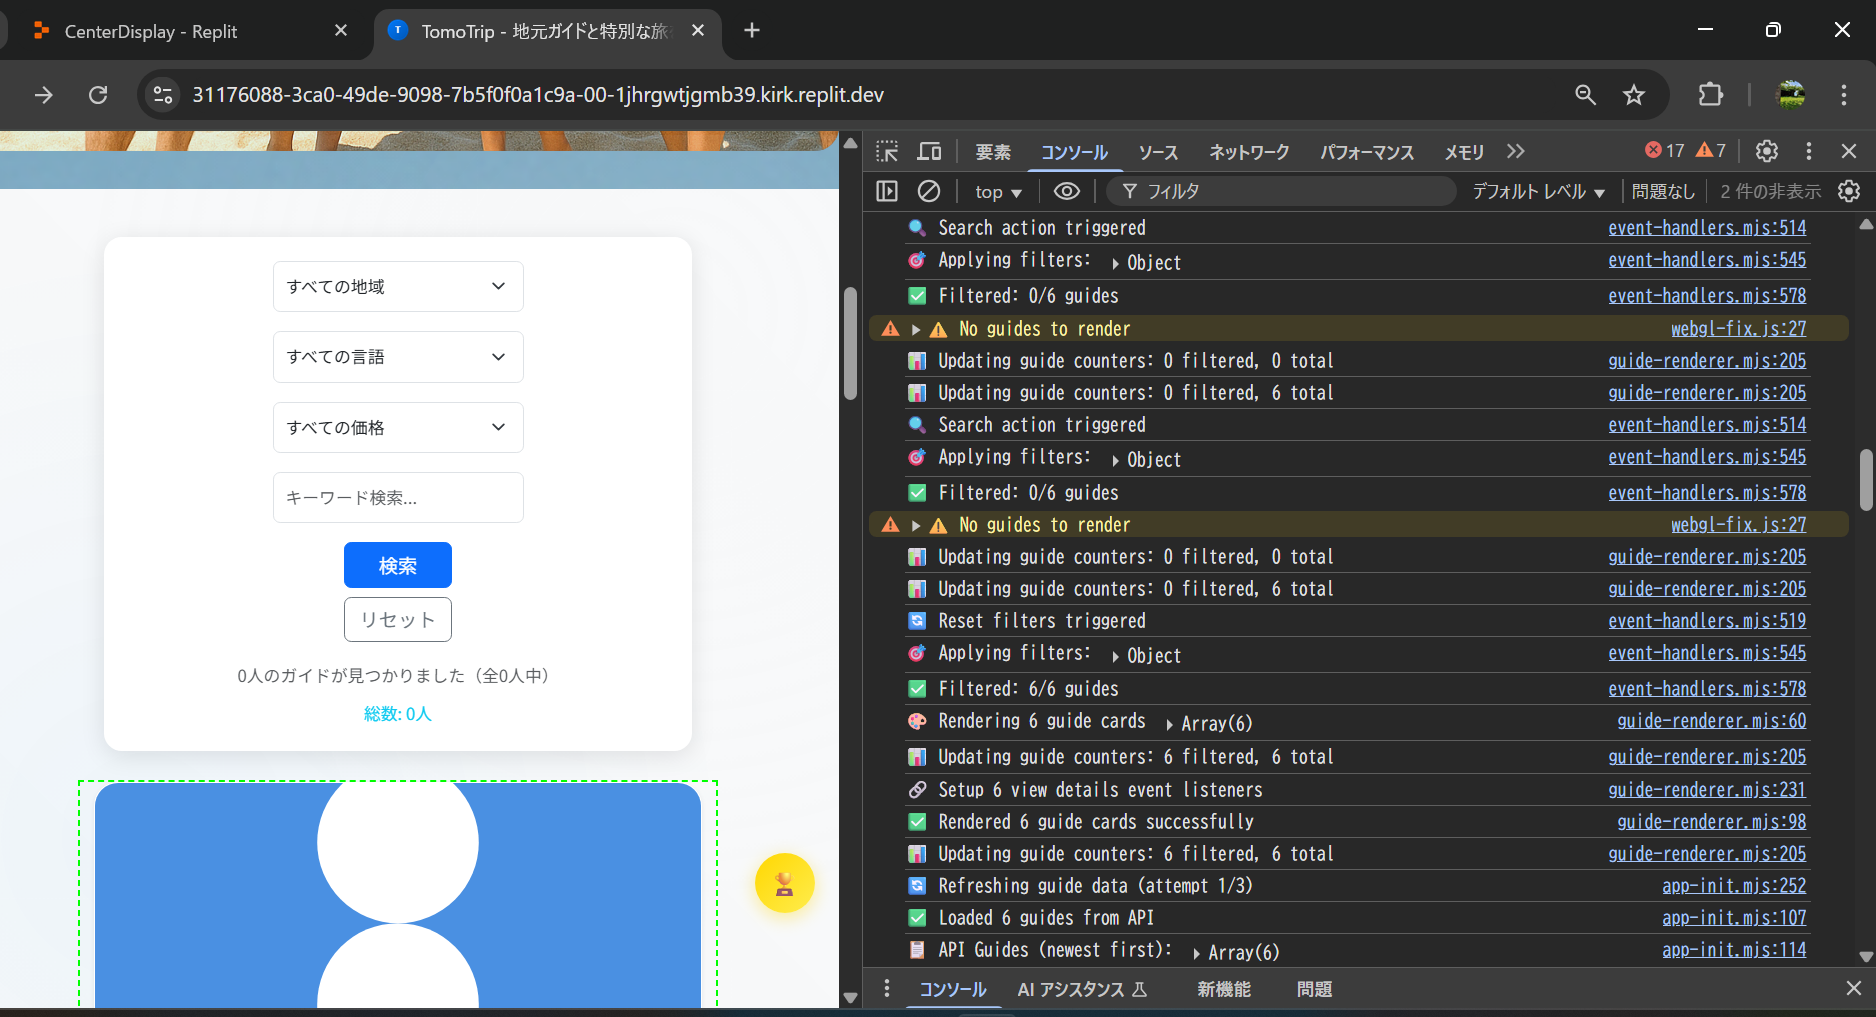 CenterDisplay - Replit
TomoTrip - 地元ガイドと特別な旅
31176088-3ca0-49de-9098-7b5f0f0a1c9a-00-1jhrgwtjgmb39.kirk.replit.dev
すべての地域
すべての言語
すべての価格
キーワード検索...
検索
リセット
0人のガイドが見つかりました（全0人中）
総数: 0人
要素 コンソール ソース ネットワーク パフォーマンス メモリ 17 7
top フィルタ デフォルト レベル 問題なし 2 件の非表示
Search action triggered event-handlers.mjs:514
Applying filters: Object event-handlers.mjs:545
Filtered: 0/6 guides event-handlers.mjs:578
No guides to render webgl-fix.js:27
Updating guide counters: 0 filtered, 0 total guide-renderer.mjs:205
Updating guide counters: 0 filtered, 6 total guide-renderer.mjs:205
Search action triggered event-handlers.mjs:514
Applying filters: Object event-handlers.mjs:545
Filtered: 0/6 guides event-handlers.mjs:578
No guides to render webgl-fix.js:27
Updating guide counters: 0 filtered, 0 total guide-renderer.mjs:205
Updating guide counters: 0 filtered, 6 total guide-renderer.mjs:205
Reset filters triggered event-handlers.mjs:519
Applying filters: Object event-handlers.mjs:545
Filtered: 6/6 guides event-handlers.mjs:578
Rendering 6 guide cards Array(6) guide-renderer.mjs:60
Updating guide counters: 6 filtered, 6 total guide-renderer.mjs:205
Setup 6 view details event listeners guide-renderer.mjs:231
Rendered 6 guide cards successfully guide-renderer.mjs:98
Updating guide counters: 6 filtered, 6 total guide-renderer.mjs:205
Refreshing guide data (attempt 1/3) app-init.mjs:252
Loaded 6 guides from API app-init.mjs:107
API Guides (newest first): Array(6) app-init.mjs:114
コンソール AI アシスタンス 新機能 問題